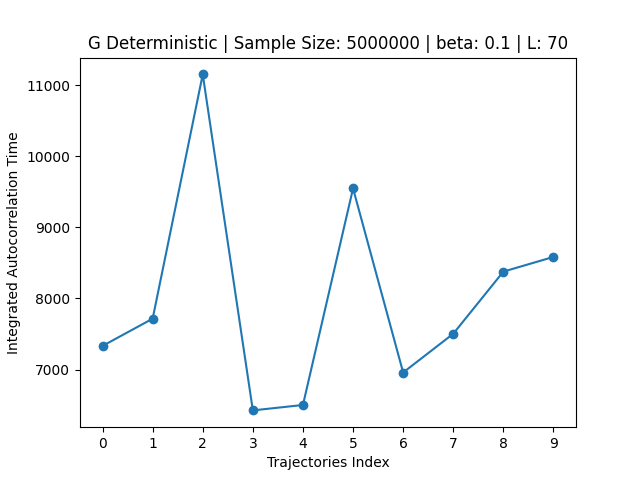 G Deterministic | Sample Size: 5000000 | beta: 0.1 | L: 70
Integrated Autocorrelation Time
11000
10000
9000
8000
7000
0 1 2 3 4 5 6 7 8 9
Trajectories Index